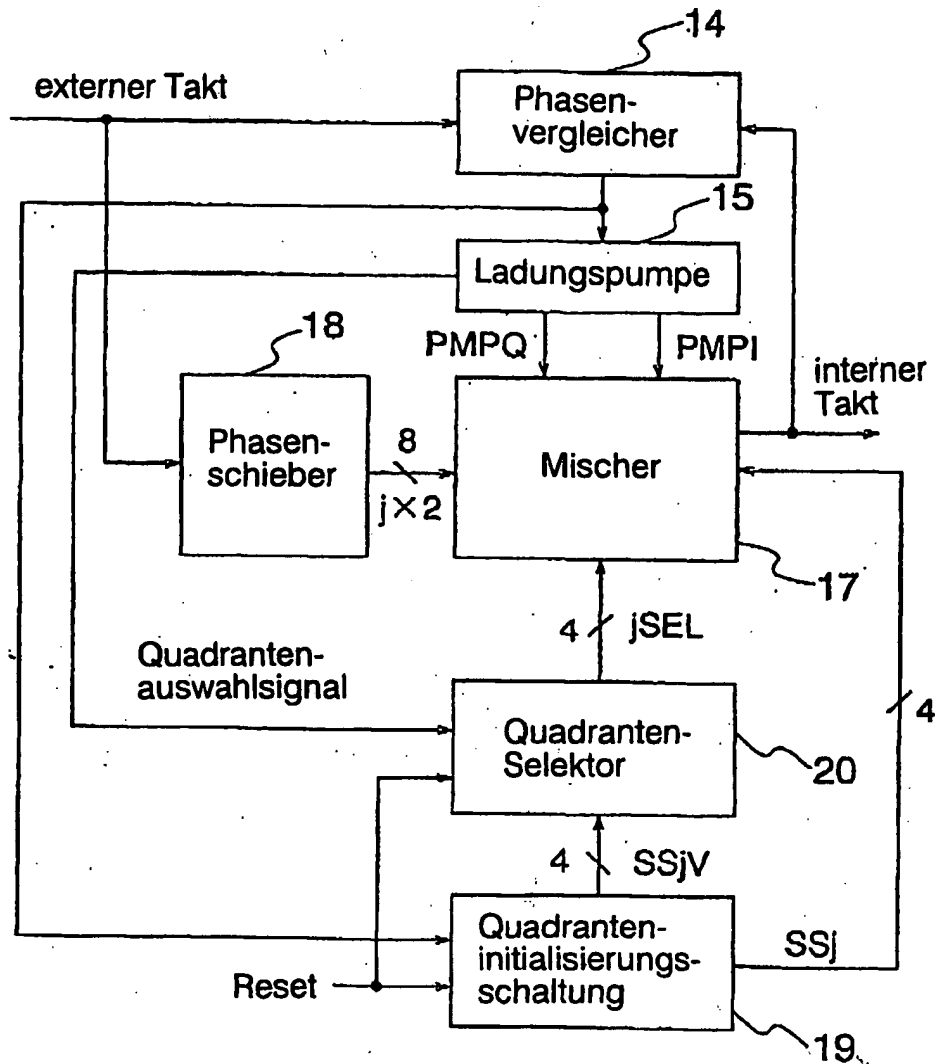 14
externer Takt
Phasen-
vergleicher
15
Ladungspumpe
18
PMPQ
PMPI
interner
Takt
Phasen-
schieber
8
j×2
Mischer
17
4
jSEL
Quadranten-
auswahlsignal
4
Quadranten-
Selektor
20
4
SSjV
Quadranten-
initialisierungs-
schaltung
SSj
Reset
19